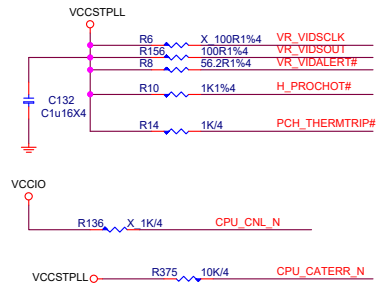 VCCSTPLL
R6 X_100R1%4 VR_VIDSCLK
R156 100R1%4 VR_VIDSOUT
R8 56.2R1%4 VR_VIDALERT#
R10 1K1%4 H_PROCHOT#
C132
C1u16X4
R14 1K/4 PCH_THERMTRIP#
VCCIO
R136 X_1K/4 CPU_CNL_N
VCCSTPLL R375 10K/4 CPU_CATERR_N